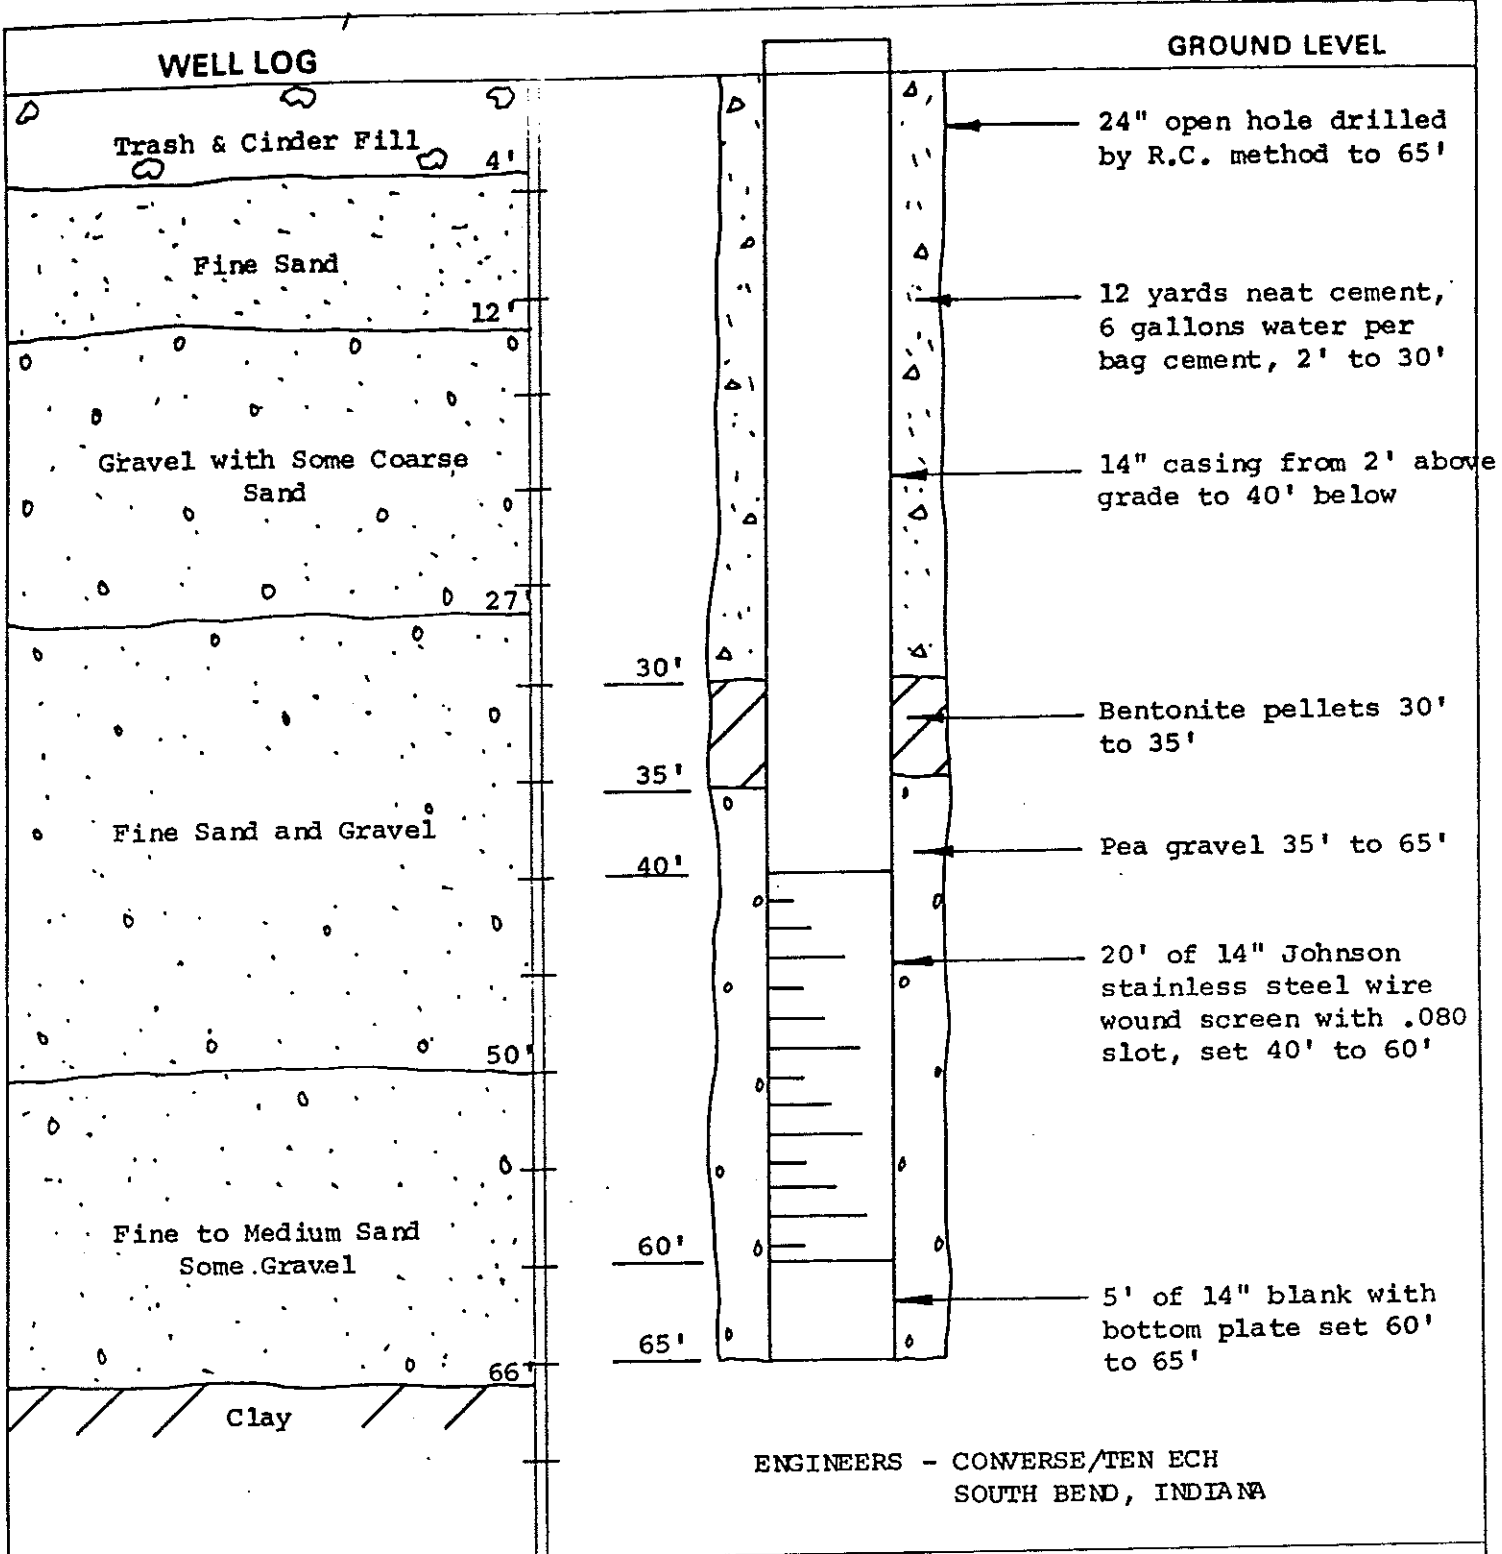 WELL LOG
GROUND LEVEL
Trash & Cinder Fill
4'
Fine Sand
12'
Gravel with Some Coarse
Sand
27'
Fine Sand and Gravel
50'
Fine to Medium Sand
Some Gravel
66'
Clay
30'
35'
40'
60'
65'
24" open hole drilled
by R.C. method to 65'
12 yards neat cement,
6 gallons water per
bag cement, 2' to 30'
14" casing from 2' above
grade to 40' below
Bentonite pellets 30'
to 35'
Pea gravel 35' to 65'
20' of 14" Johnson
stainless steel wire
wound screen with .080
slot, set 40' to 60'
5' of 14" blank with
bottom plate set 60'
to 65'
ENGINEERS - CONVERSE/TEN ECH
SOUTH BEND, INDIANA